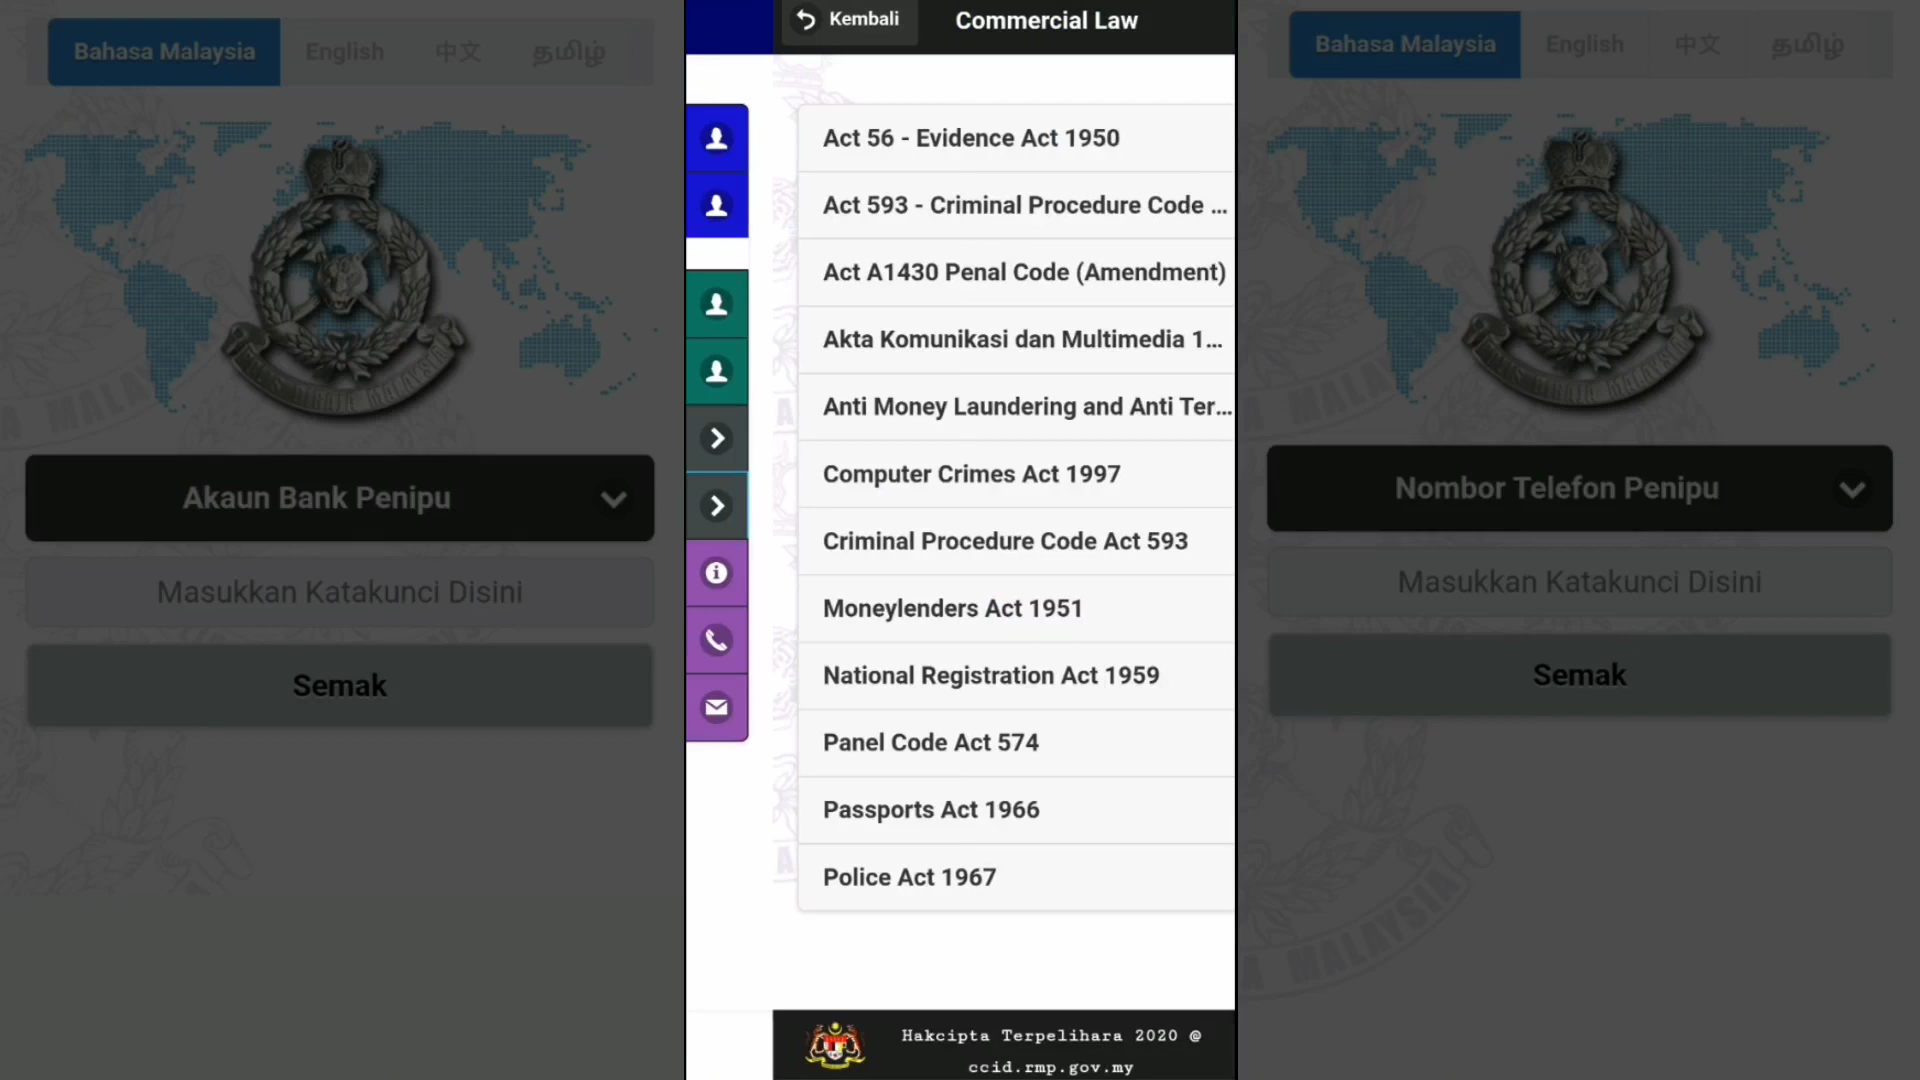 Bahasa Malaysia English 中文 தமிழ்
Akaun Bank Penipu
Masukkan Katakunci Disini
Semak
Kembali
Commercial Law
Act 56 - Evidence Act 1950
Act 593 - Criminal Procedure Code ...
Act A1430 Penal Code (Amendment)
Akta Komunikasi dan Multimedia 1...
Anti Money Laundering and Anti Ter...
Computer Crimes Act 1997
Criminal Procedure Code Act 593
Moneylenders Act 1951
National Registration Act 1959
Panel Code Act 574
Passports Act 1966
Police Act 1967
Hakcipta Terpelihara 2020 @
ccid.rmp.gov.my
Bahasa Malaysia English 中文 தமிழ்
Nombor Telefon Penipu
Masukkan Katakunci Disini
Semak
MALAYSIA